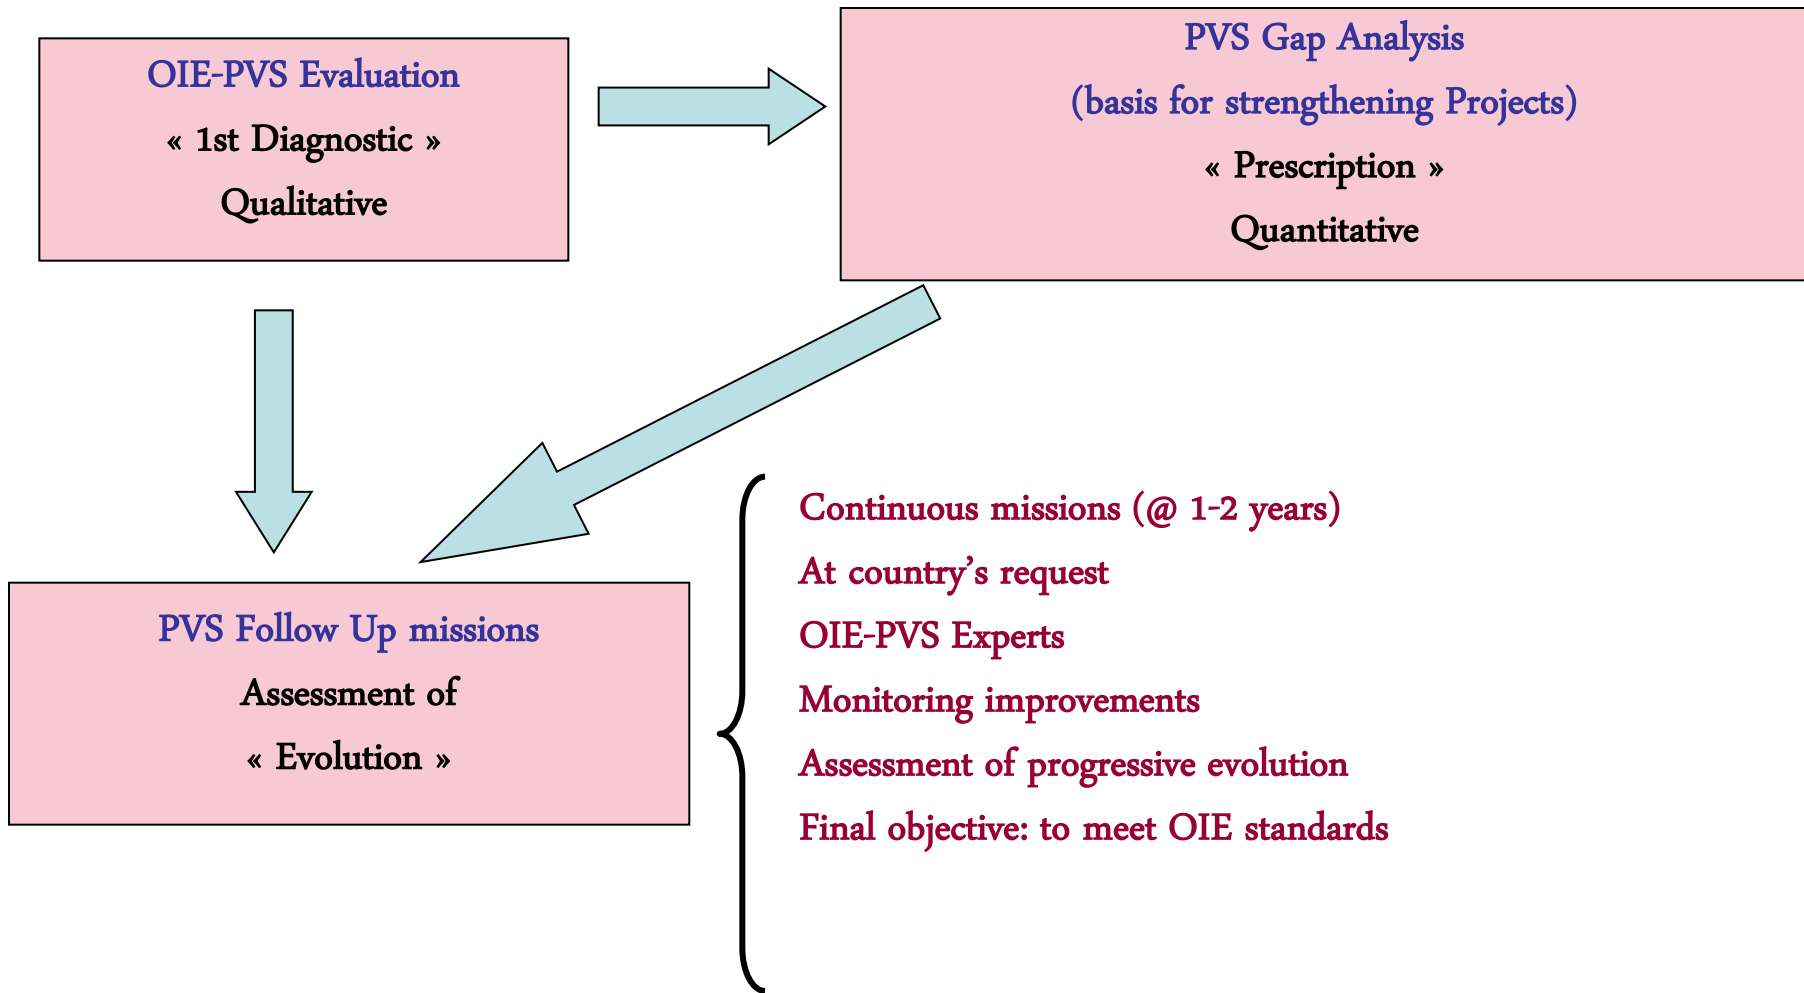 OIE-PVS Evaluation
« 1st Diagnostic »
Qualitative
PVS Gap Analysis
(basis for strengthening Projects)
« Prescription »
Quantitative
PVS Follow Up missions
Assessment of
« Evolution »
Continuous missions (@ 1-2 years)
At country’s request
OIE-PVS Experts
Monitoring improvements
Assessment of progressive evolution
Final objective: to meet OIE standards